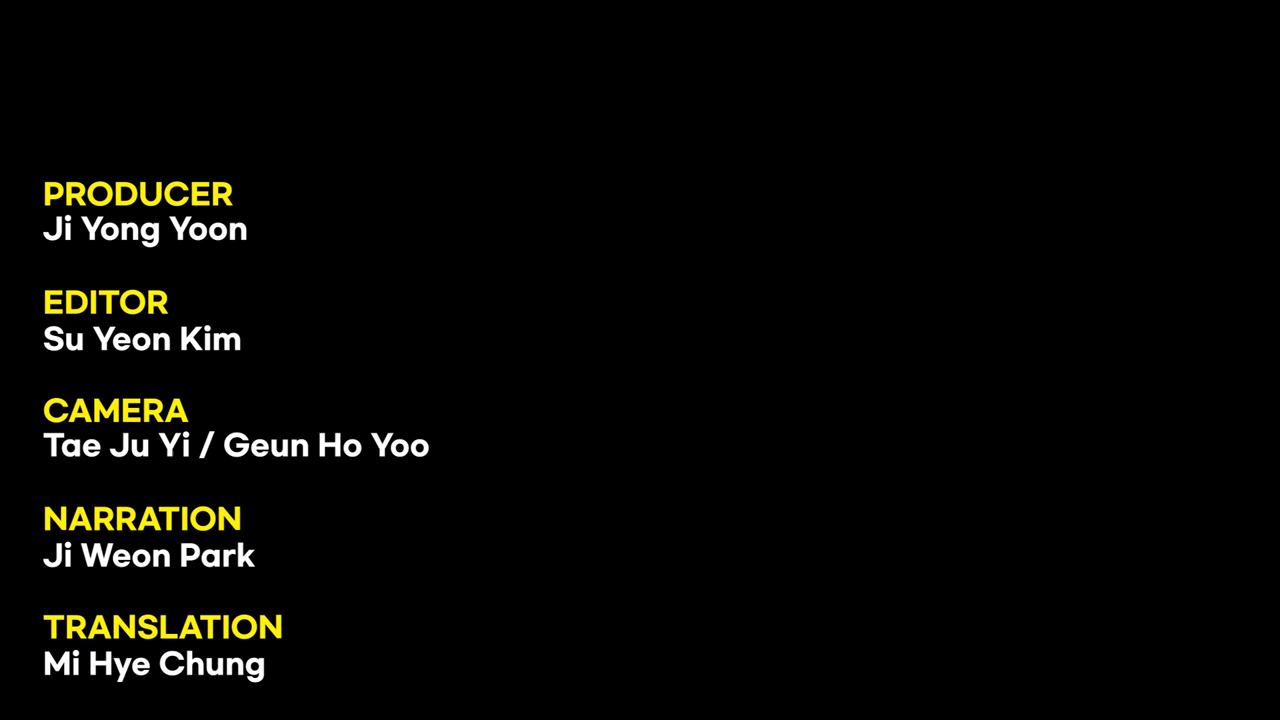 PRODUCER
Ji Yong Yoon
EDITOR
Su Yeon Kim
CAMERA
Tae Ju Yi / Geun Ho Yoo
NARRATION
Ji Weon Park
TRANSLATION
Mi Hye Chung